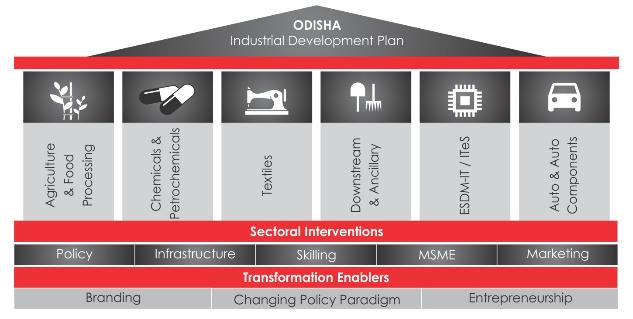 ODISHA
Industrial Development Plan
Agriculture
& Food
Processing
Chemicals &
Petrochemicals
Textiles
Downstream
& Ancillary
ESDM-IT / ITeS
Auto & Auto
Components
Sectoral Interventions
Policy
Infrastructure
Skilling
MSME
Marketing
Transformation Enablers
Branding
Changing Policy Paradigm
Entrepreneurship